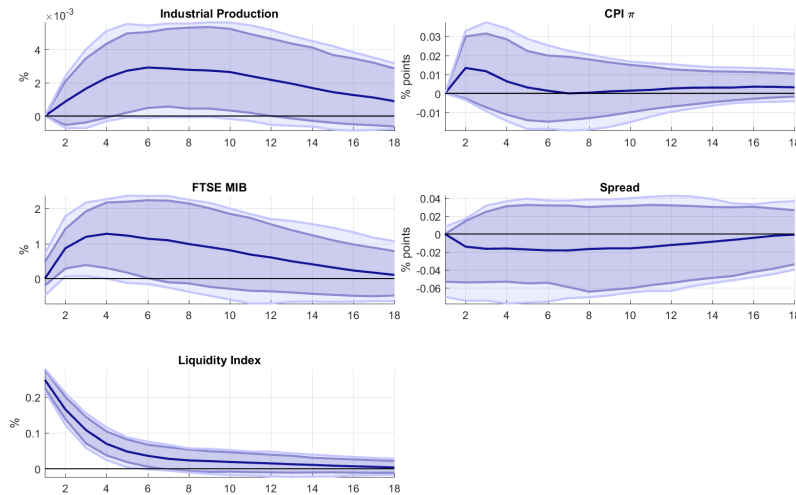 Industrial Production
×10⁻³
%
4
2
0
2 4 6 8 10 12 14 16 18
CPI π
% points
0.03
0.02
0.01
0
-0.01
2 4 6 8 10 12 14 16 18
FTSE MIB
%
2
1
0
2 4 6 8 10 12 14 16 18
Spread
% points
0.04
0.02
0
-0.02
-0.04
-0.06
2 4 6 8 10 12 14 16 18
Liquidity Index
%
0.2
0.1
0
2 4 6 8 10 12 14 16 18